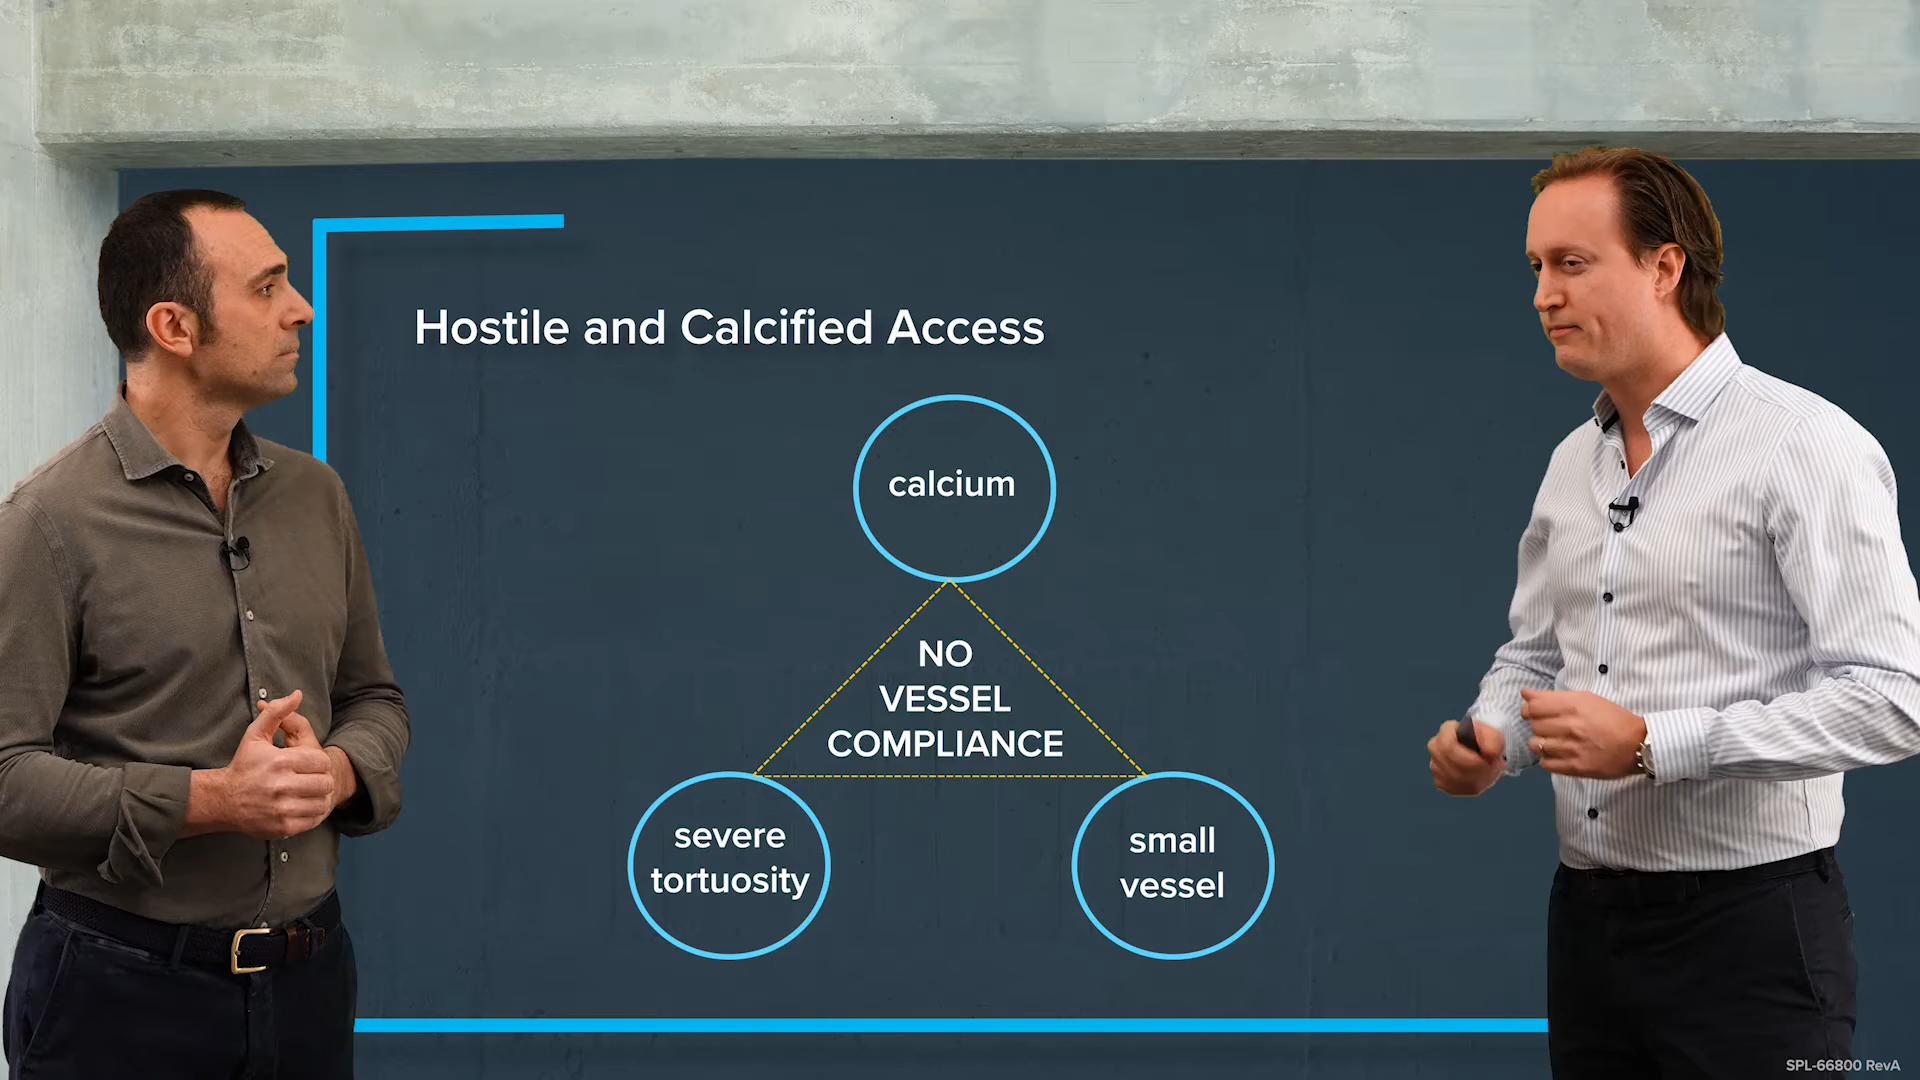 Hostile and Calcified Access
calcium
NO
VESSEL
COMPLIANCE
severe
tortuosity
small
vessel
SPL-66800 RevA